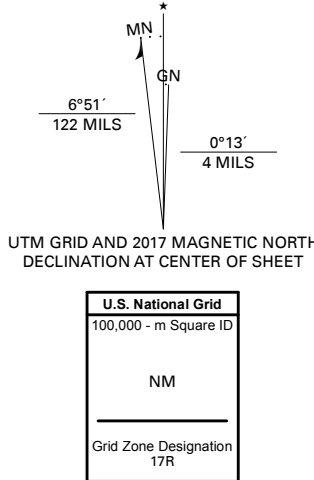 ★
MN
GN
6°51´
122 MILS
0°13´
4 MILS
UTM GRID AND 2017 MAGNETIC NORTH
DECLINATION AT CENTER OF SHEET
U.S. National Grid
100,000 - m Square ID
NM
Grid Zone Designation
17R